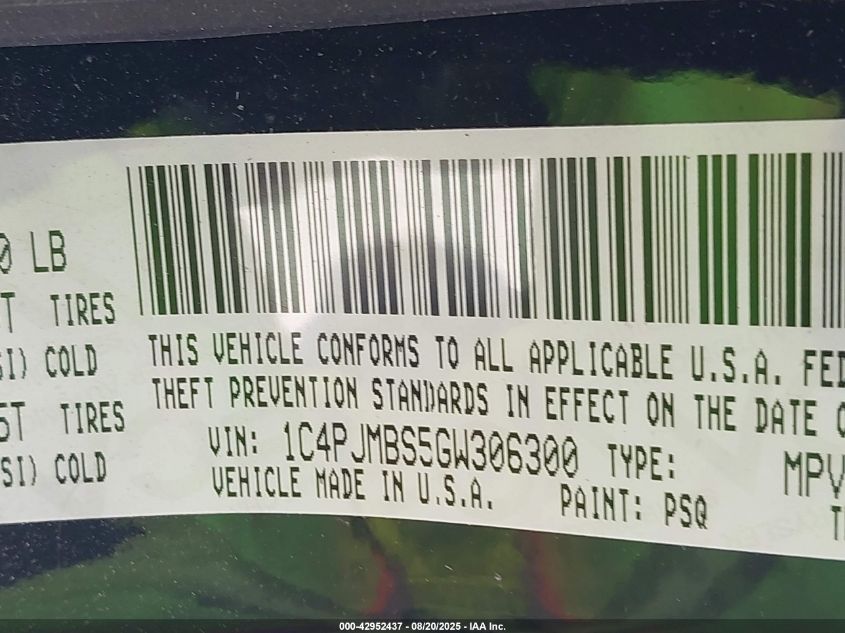 0 LB
T TIRES
SI) COLD
5T TIRES
SI) COLD
THIS VEHICLE CONFORMS TO ALL APPLICABLE U.S.A. FED
THEFT PREVENTION STANDARDS IN EFFECT ON THE DATE O
VIN: 1C4PJMBS5GW306300 TYPE: MPV
VEHICLE MADE IN U.S.A. PAINT: PSQ
000-42952437 - 08/20/2025 - IAA Inc.